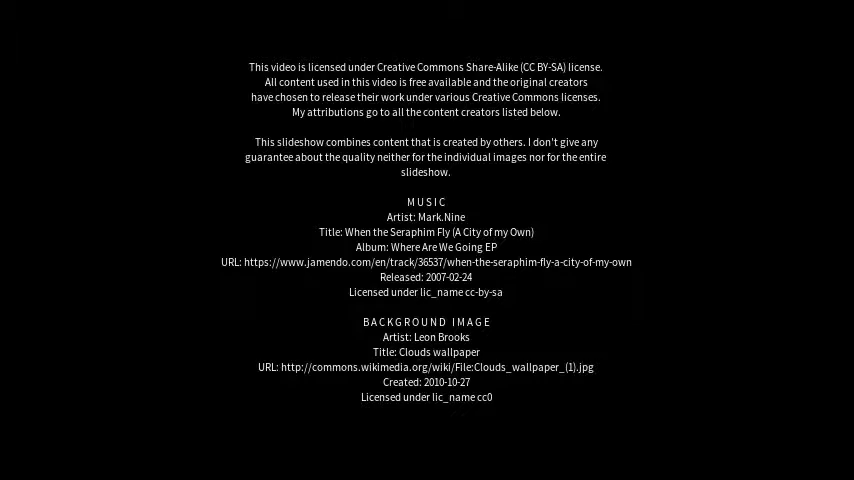 This video is licensed under Creative Commons Share-Alike (CC BY-SA) license.
All content used in this video is free available and the original creators
have chosen to release their work under various Creative Commons licenses.
My attributions go to all the content creators listed below.
This slideshow combines content that is created by others. I don't give any
guarantee about the quality neither for the individual images nor for the entire
slideshow.
M U S I C
Artist: Mark.Nine
Title: When the Seraphim Fly (A City of my Own)
Album: Where Are We Going EP
URL: https://www.jamendo.com/en/track/36537/when-the-seraphim-fly-a-city-of-my-own
Released: 2007-02-24
Licensed under lic_name cc-by-sa
B A C K G R O U N D   I M A G E
Artist: Leon Brooks
Title: Clouds wallpaper
URL: http://commons.wikimedia.org/wiki/File:Clouds_wallpaper_(1).jpg
Created: 2010-10-27
Licensed under lic_name cc0